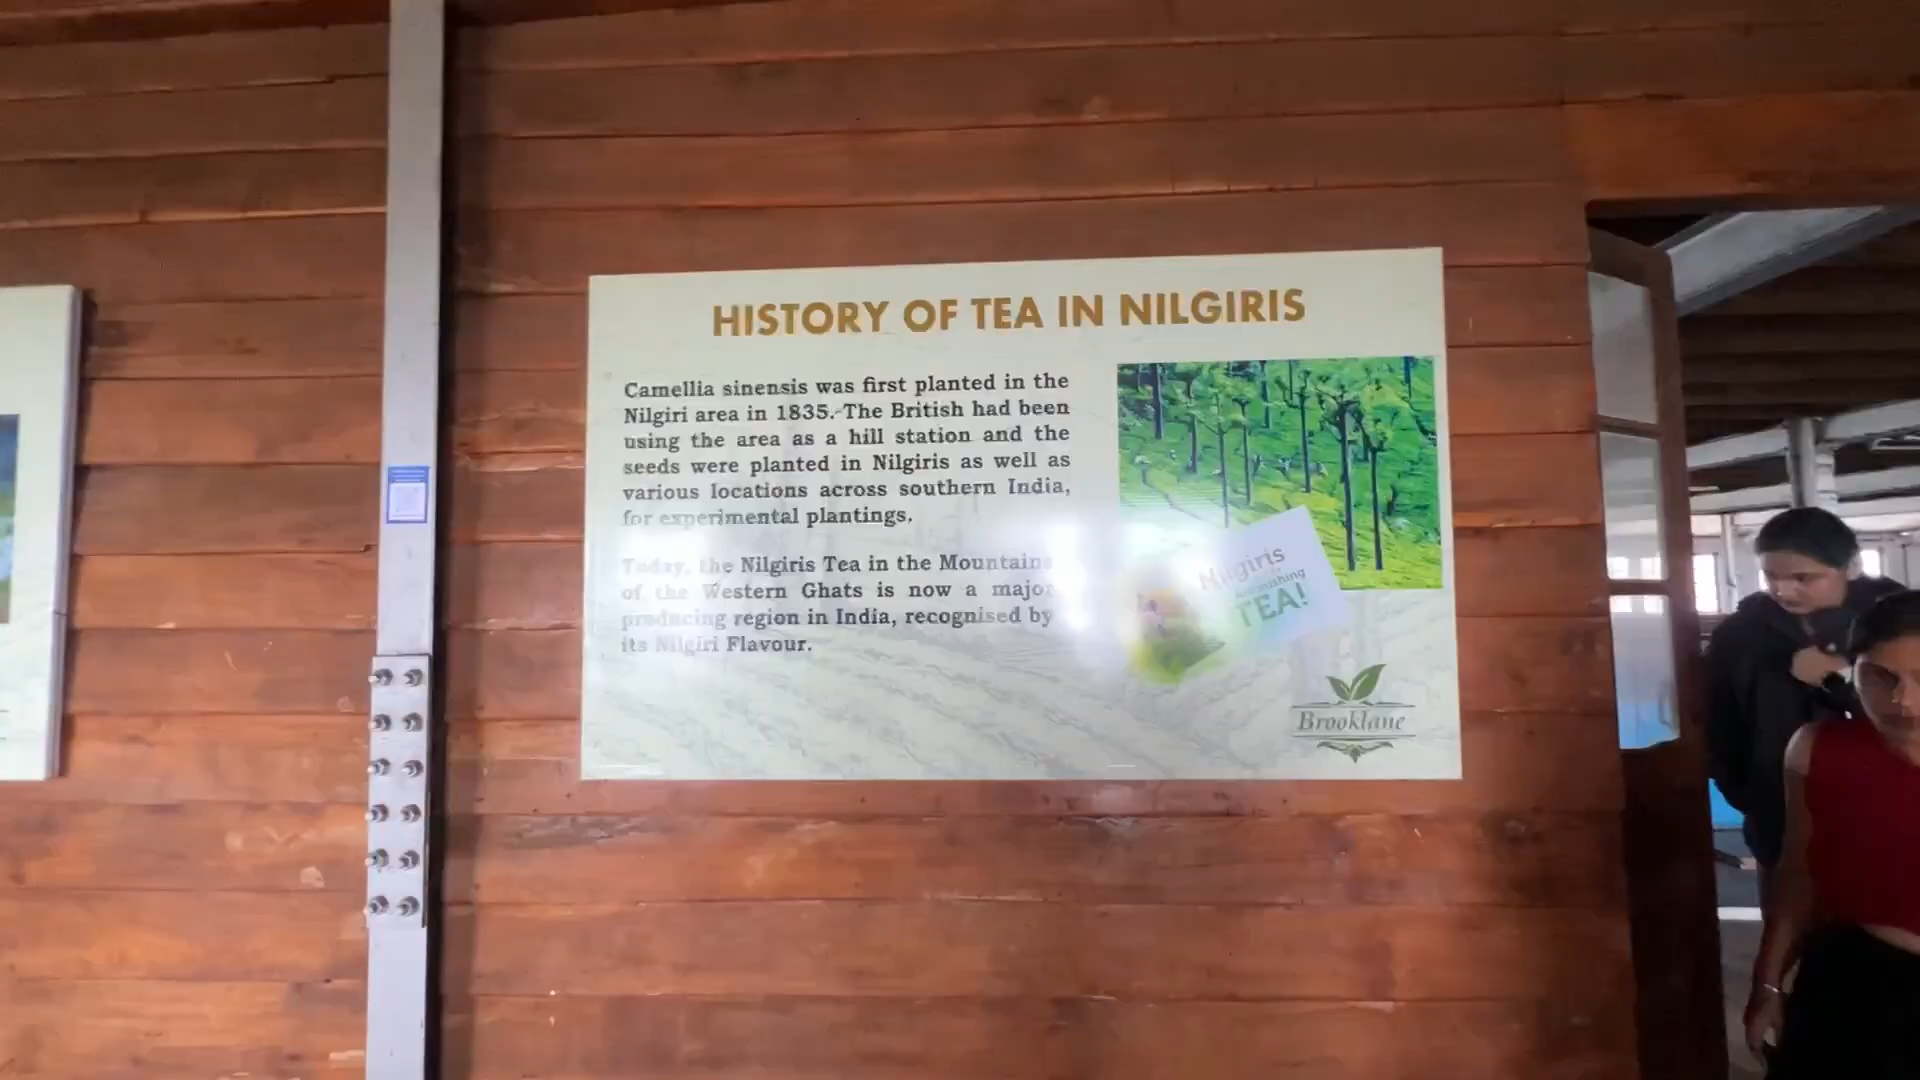 HISTORY OF TEA IN NILGIRIS
Camellia sinensis was first planted in the
Nilgiri area in 1835. The British had been
using the area as a hill station and the
seeds were planted in Nilgiris as well as
various locations across southern India,
for experimental plantings.
Today, the Nilgiris Tea in the Mountains
of the Western Ghats is now a major
producing region in India, recognised by
its Nilgiri Flavour.
Nilgiris
TEA!
Brooklane